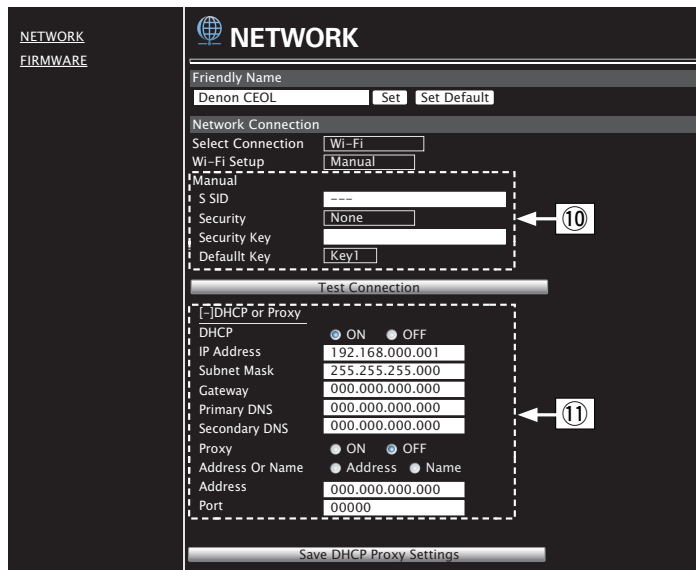 NETWORK
FIRMWARE
NETWORK
Friendly Name
Denon CEOL Set Set Default
Network Connection
Select Connection Wi-Fi
Wi-Fi Setup Manual
Manual
S SID ---
Security None
Security Key
Defaullt Key Key1
⑩
Test Connection
[-]DHCP or Proxy
DHCP ON OFF
IP Address 192.168.000.001
Subnet Mask 255.255.255.000
Gateway 000.000.000.000
Primary DNS 000.000.000.000
Secondary DNS 000.000.000.000
⑪
Proxy ON OFF
Address Or Name Address Name
Address 000.000.000.000
Port 00000
Save DHCP Proxy Settings